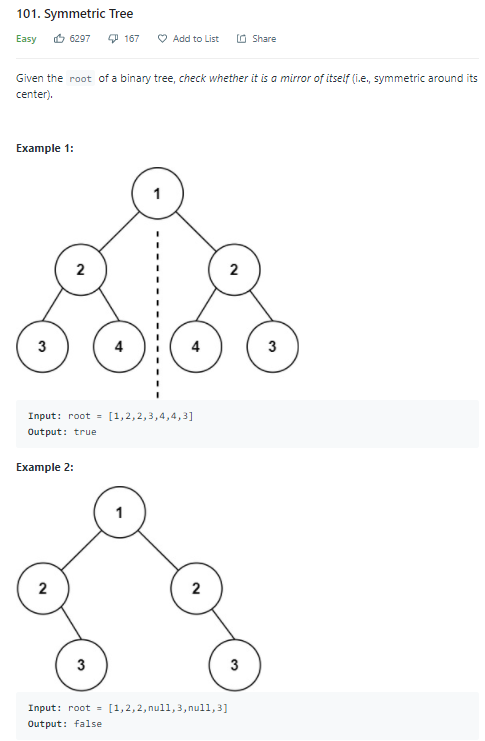 101. Symmetric Tree
Easy 6297 167 Add to List Share
Given the root of a binary tree, check whether it is a mirror of itself (i.e., symmetric around its
center).
Example 1:
1
2 2
3 4 4 3
Input: root = [1,2,2,3,4,4,3]
Output: true
Example 2:
1
2 2
3 3
Input: root = [1,2,2,null,3,null,3]
Output: false